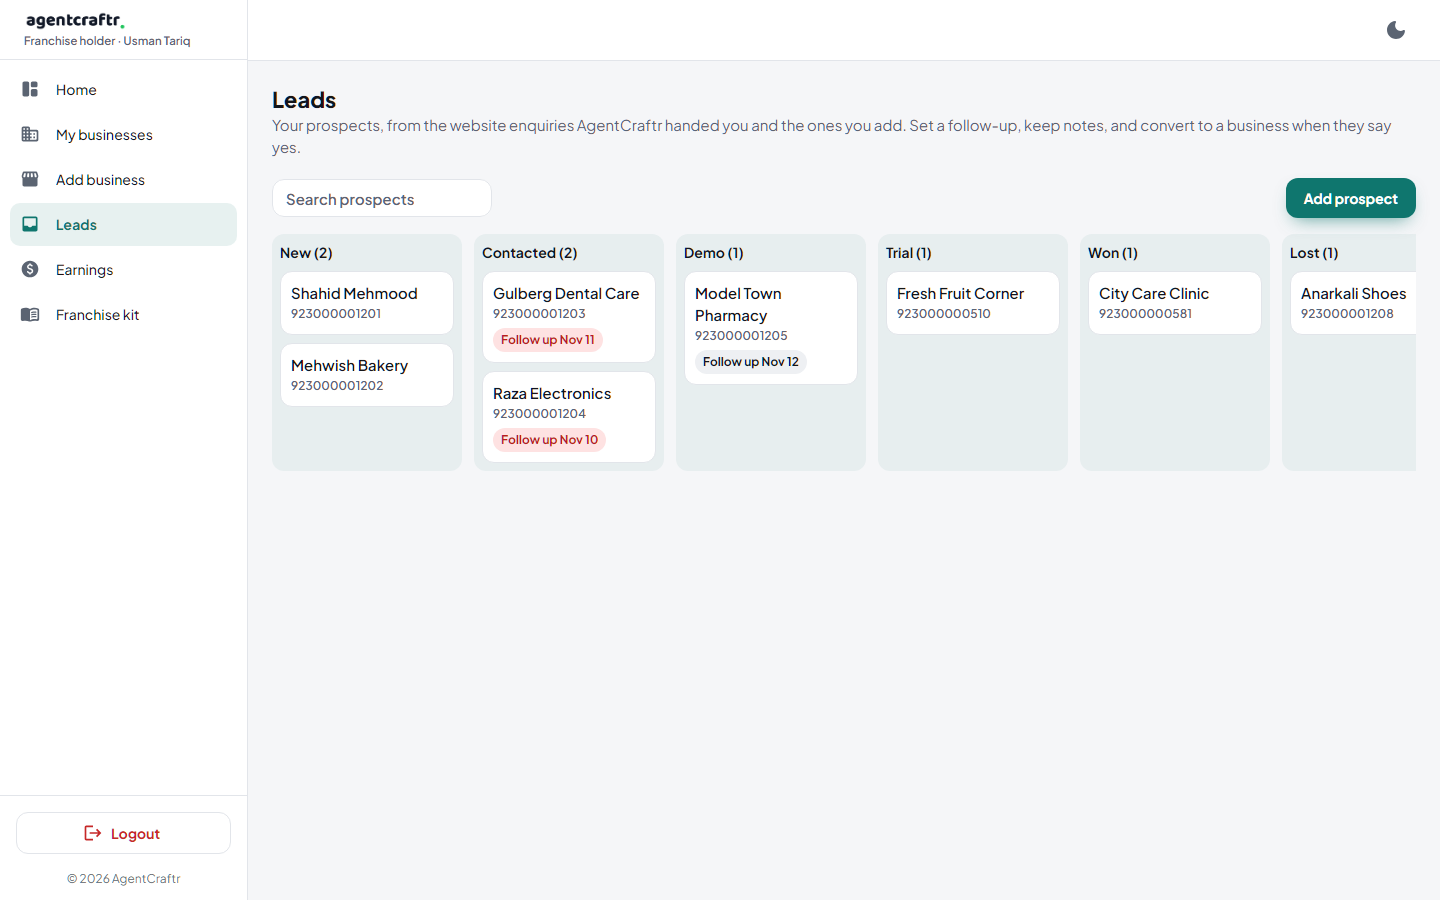 agentcraftr.
Franchise holder · Usman Tariq
Home
My businesses
Add business
Leads
Earnings
Franchise kit
Logout
© 2026 AgentCraftr
Leads
Your prospects, from the website enquiries AgentCraftr handed you and the ones you add. Set a follow-up, keep notes, and convert to a business when they say
yes.
Search prospects
Add prospect
New (2)
Shahid Mehmood
923000001201
Mehwish Bakery
923000001202
Contacted (2)
Gulberg Dental Care
923000001203
Follow up Nov 11
Raza Electronics
923000001204
Follow up Nov 10
Demo (1)
Model Town
Pharmacy
923000001205
Follow up Nov 12
Trial (1)
Fresh Fruit Corner
923000000510
Won (1)
City Care Clinic
923000000581
Lost (1)
Anarkali Shoes
923000001208